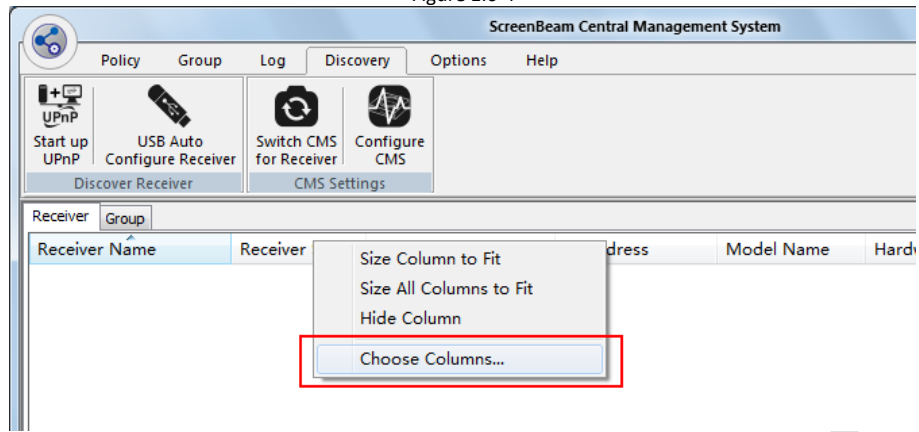 ScreenBeam Central Management System
Policy Group Log Discovery Options Help
UPnP
Start up UPnP
USB Auto Configure Receiver
Switch CMS for Receiver
Configure CMS
Discover Receiver CMS Settings
Receiver Group
Receiver Name Receiver dress Model Name Hardw
Size Column to Fit
Size All Columns to Fit
Hide Column
Choose Columns...